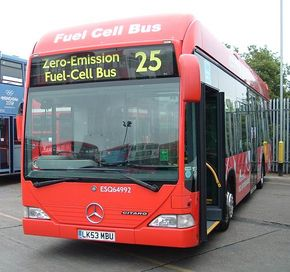 Fuel Cell Bus
Zero-Emission
Fuel-Cell Bus
25
ESQ64992
CITARO
LK53 MBU